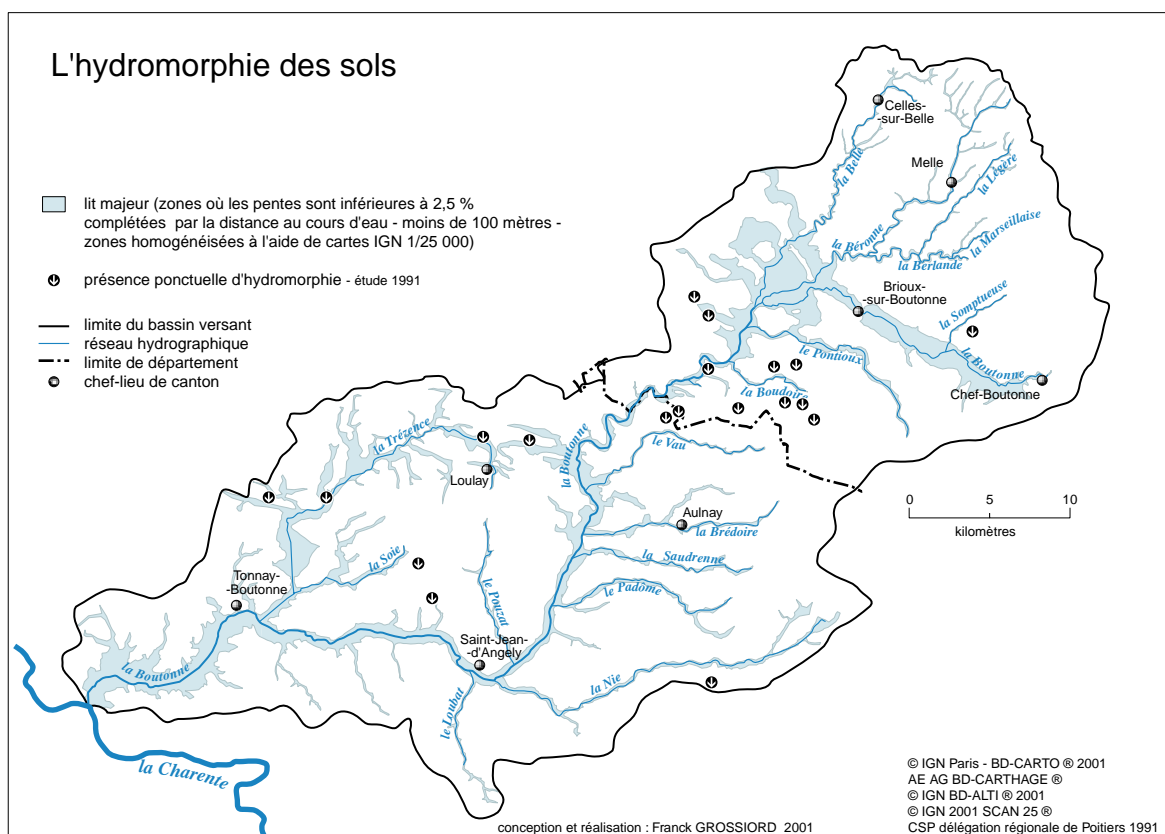 L'hydromorphie des sols
lit majeur (zones où les pentes sont inférieures à 2,5 %
complétées par la distance au cours d'eau - moins de 100 mètres -
zones homogénéisées à l'aide de cartes IGN 1/25 000)
présence ponctuelle d'hydromorphie - étude 1991
limite du bassin versant
réseau hydrographique
limite de département
chef-lieu de canton
Celles-
-sur-Belle
Melle
la Belle
la Légère
la Marseillaise
la Béronne
la Berlande
Brioux-
-sur-Boutonne
la Somptueuse
le Pontioux
la Boutonne
Chef-Boutonne
la Boudoire
la Trézence
la Boutonne
le Vau
Loulay
0 5 10
kilomètres
Aulnay
la Brédoire
la Soie
la Saudrenne
le Pouzat
le Padôme
Tonnay-
-Boutonne
Saint-Jean-
-d'Angely
la Boutonne
la Nie
le Loubat
la Charente
© IGN Paris - BD-CARTO ® 2001
AE AG BD-CARTHAGE ®
© IGN BD-ALTI ® 2001
© IGN 2001 SCAN 25 ®
CSP délégation régionale de Poitiers 1991
conception et réalisation : Franck GROSSIORD 2001